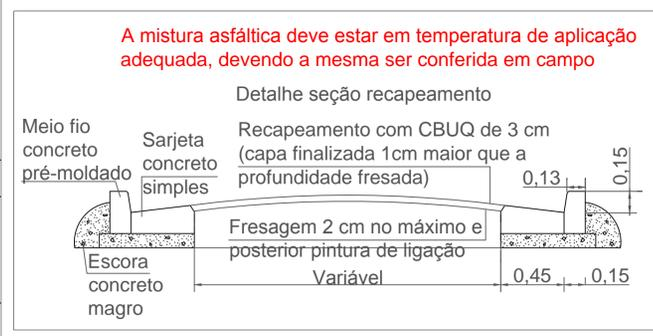 A mistura asfáltica deve estar em temperatura de aplicação
adequada, devendo a mesma ser conferida em campo
Detalhe seção recapeamento
Meio fio
concreto
pré-moldado
Sarjeta
concreto
simples
Recapeamento com CBUQ de 3 cm
(capa finalizada 1cm maior que a
profundidade fresada)
0,13
0,15
Fresagem 2 cm no máximo e
posterior pintura de ligação
Escora
concreto
magro
Variável
0,45
0,15